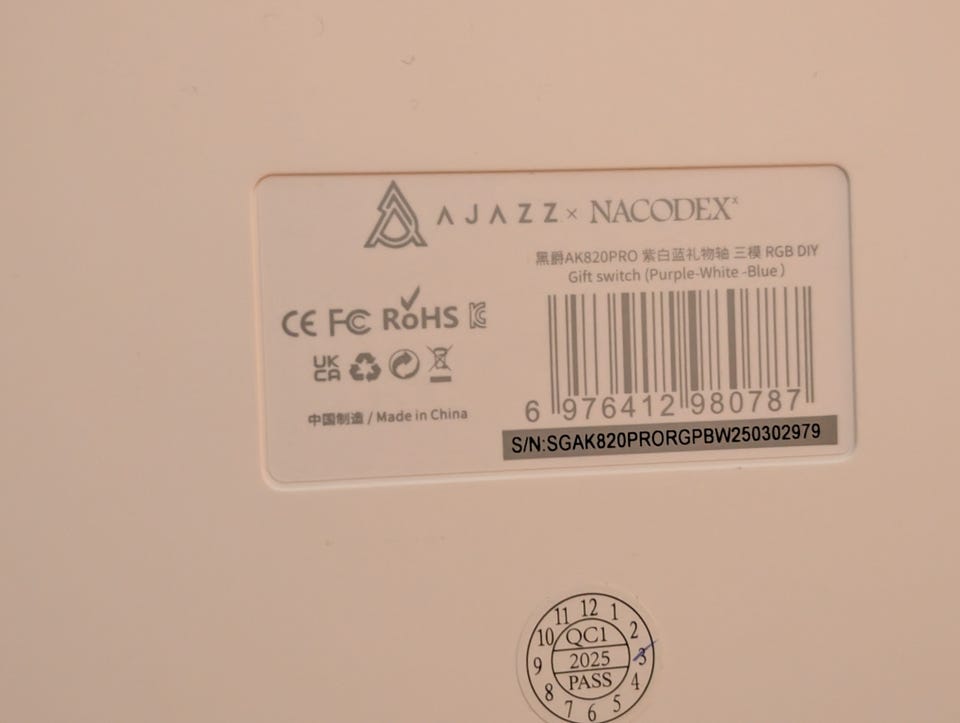 AJAZZ × NACODEX x
黑爵AK820PRO 紫白蓝礼物轴 三模 RGB DIY
Gift switch (Purple-White -Blue )
CE FC RoHS KC
UK
CA
中国制造 / Made in China
6 976412 980787
S/N:SGAK820PRORGPBW250302979
11 12 1
10 2
9 3
8 4
7 6 5
QC1
2025
PASS